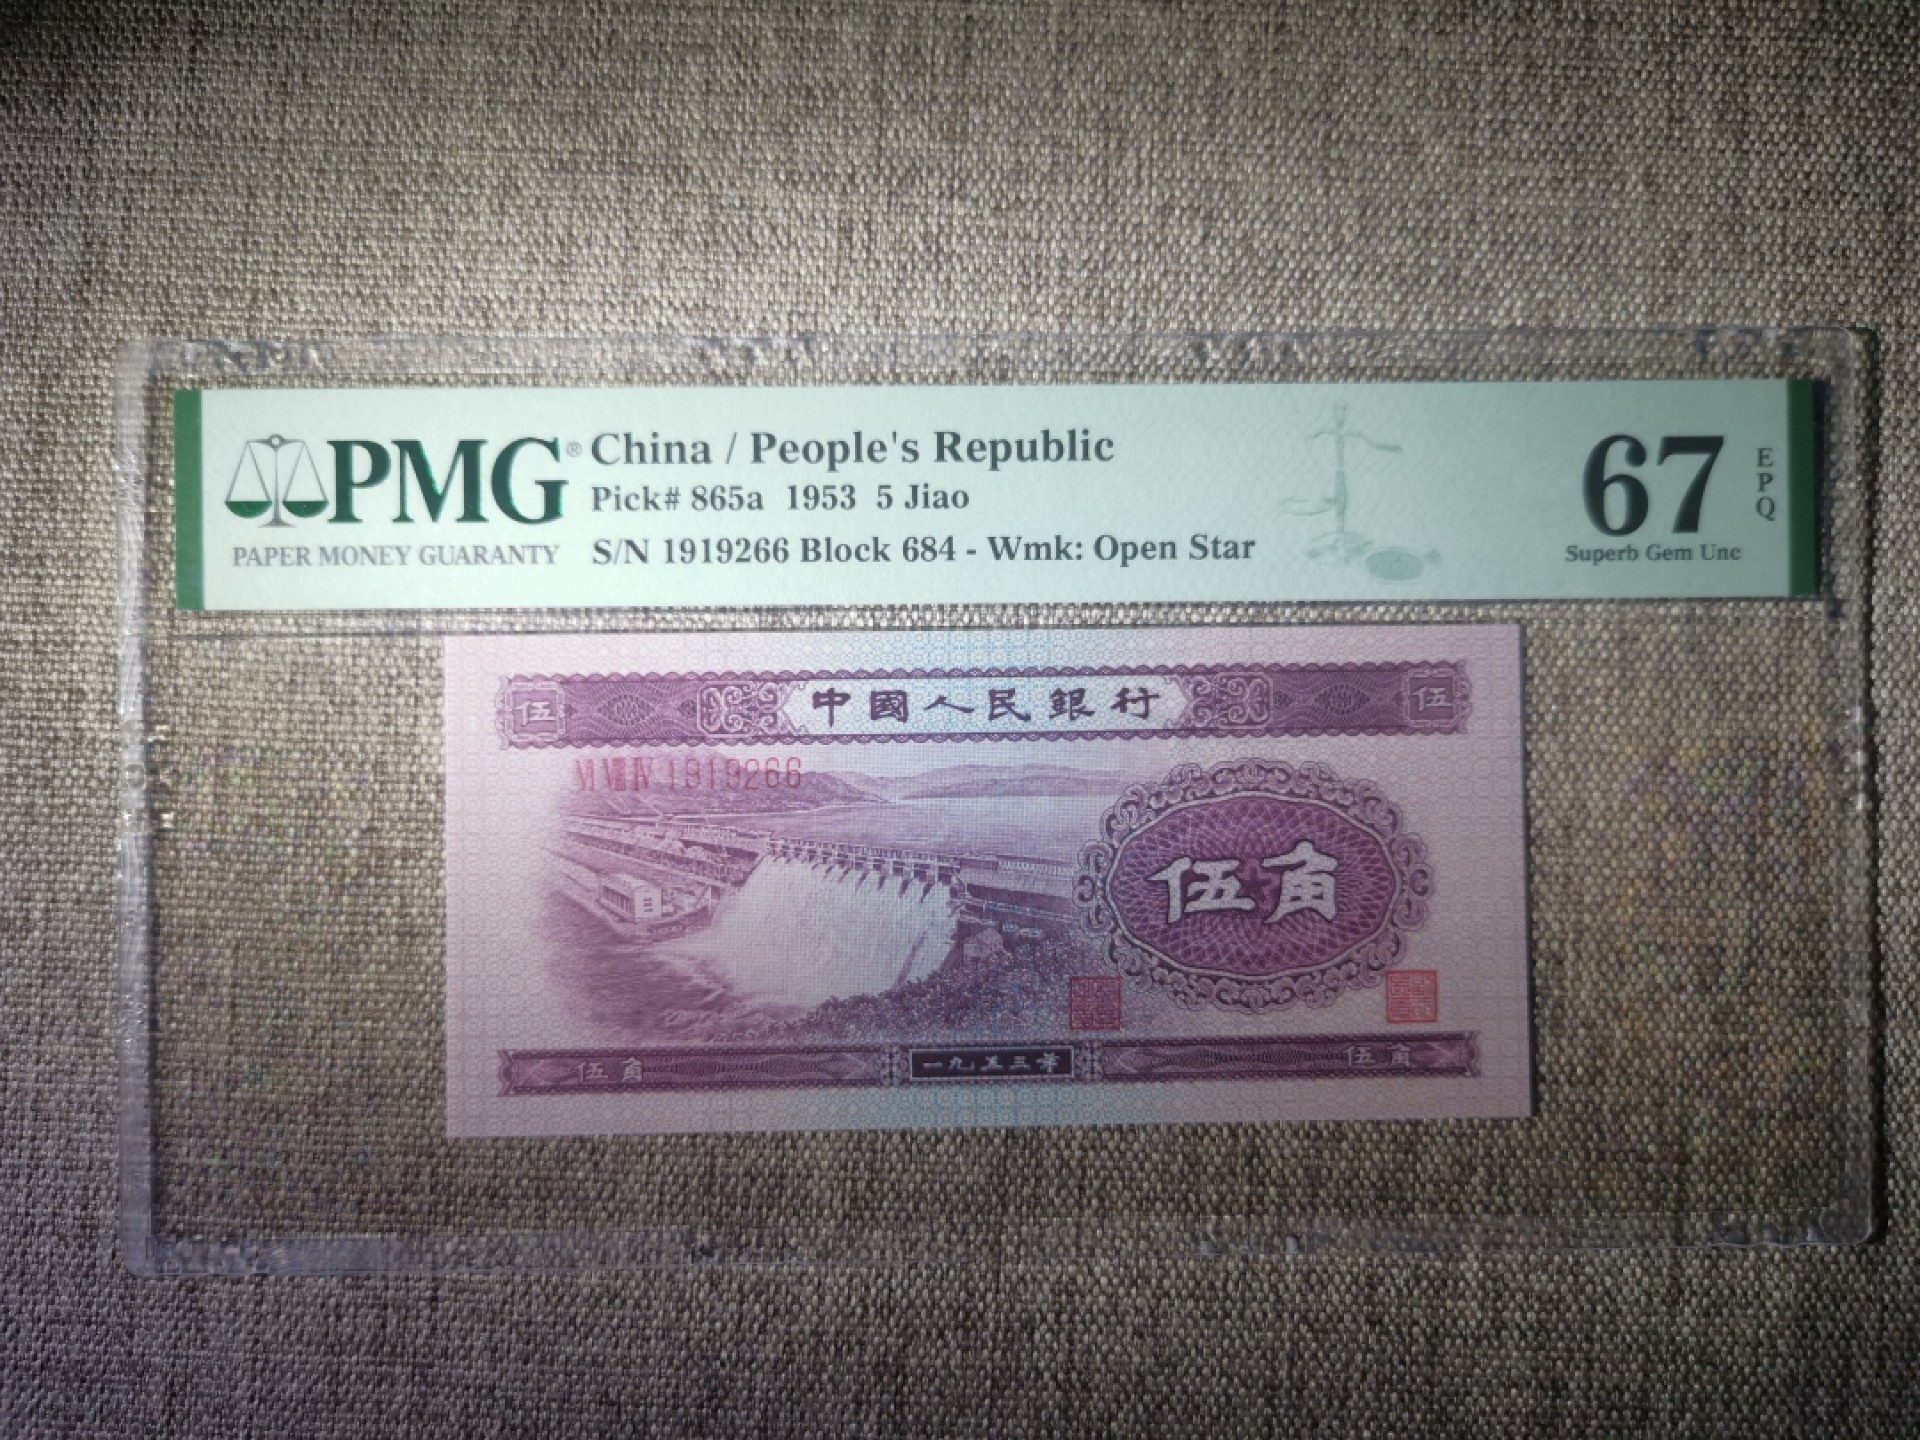 PMG®
PAPER MONEY GUARANTY
China / People's Republic
Pick# 865a 1953 5 Jiao
S/N 1919266 Block 684 - Wmk: Open Star
67
EPQ
Superb Gem Unc
伍 中國人民銀行 伍
VI VIII IV 1919266
伍角
伍角 一九五三年 伍角